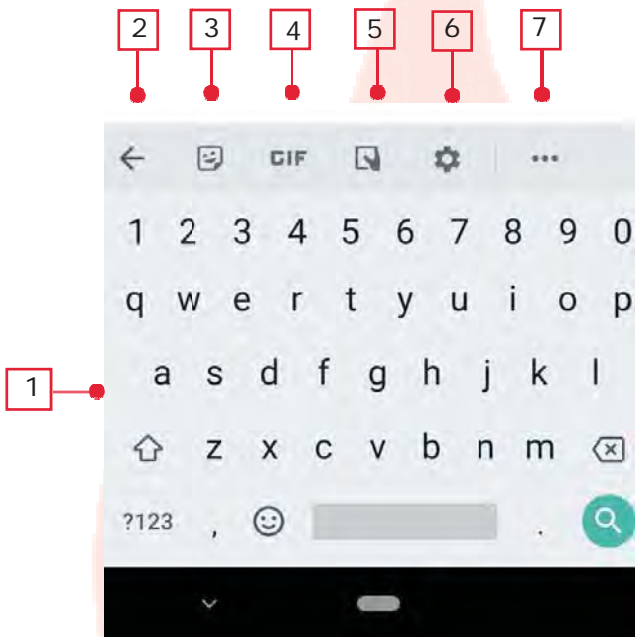 2 3 4 5 6 7
GIF
1 2 3 4 5 6 7 8 9 0
q w e r t y u i o p
1
a s d f g h j k l
z x c v b n m
?123 , .